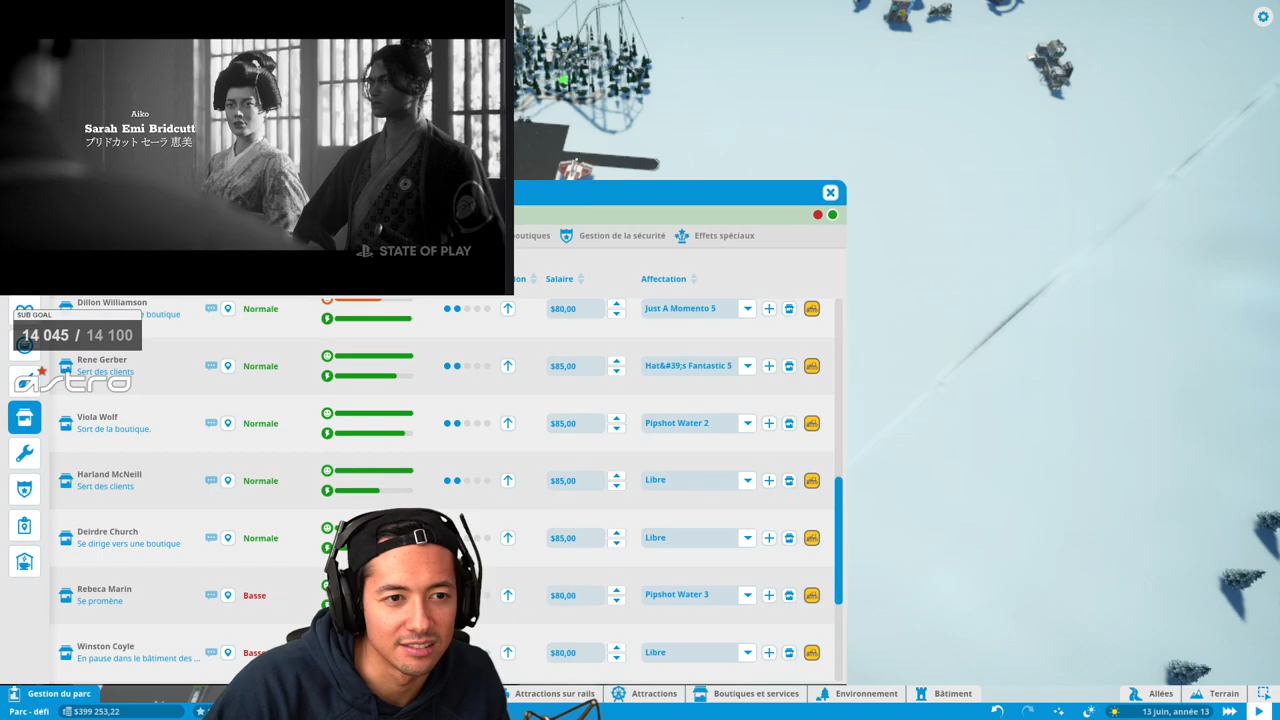 Aiko
Sarah Emi Bridcutt
ブリドカット セーラ 恵美
STATE OF PLAY
outiques
Gestion de la sécurité
Effets spéciaux
ion
Salaire
Affectation
Dillon Williamson
e boutique
Normale
$80,00
Just A Momento 5
SUB GOAL
14 045 / 14 100
astro
Rene Gerber
Sert des clients
Normale
$85,00
Hat&#39;s Fantastic 5
Viola Wolf
Sort de la boutique.
Normale
$85,00
Pipshot Water 2
Harland McNeill
Sert des clients
Normale
$85,00
Libre
Deirdre Church
Se dirige vers une boutique
Normale
$85,00
Libre
Rebeca Marín
Se promène
Basse
$80,00
Pipshot Water 3
Winston Coyle
En pause dans le bâtiment des ...
Basse
$80,00
Libre
Gestion du parc
Attractions sur rails
Attractions
Boutiques et services
Environnement
Bâtiment
Allées
Terrain
Parc - défi
$399 253,22
13 juin, année 13